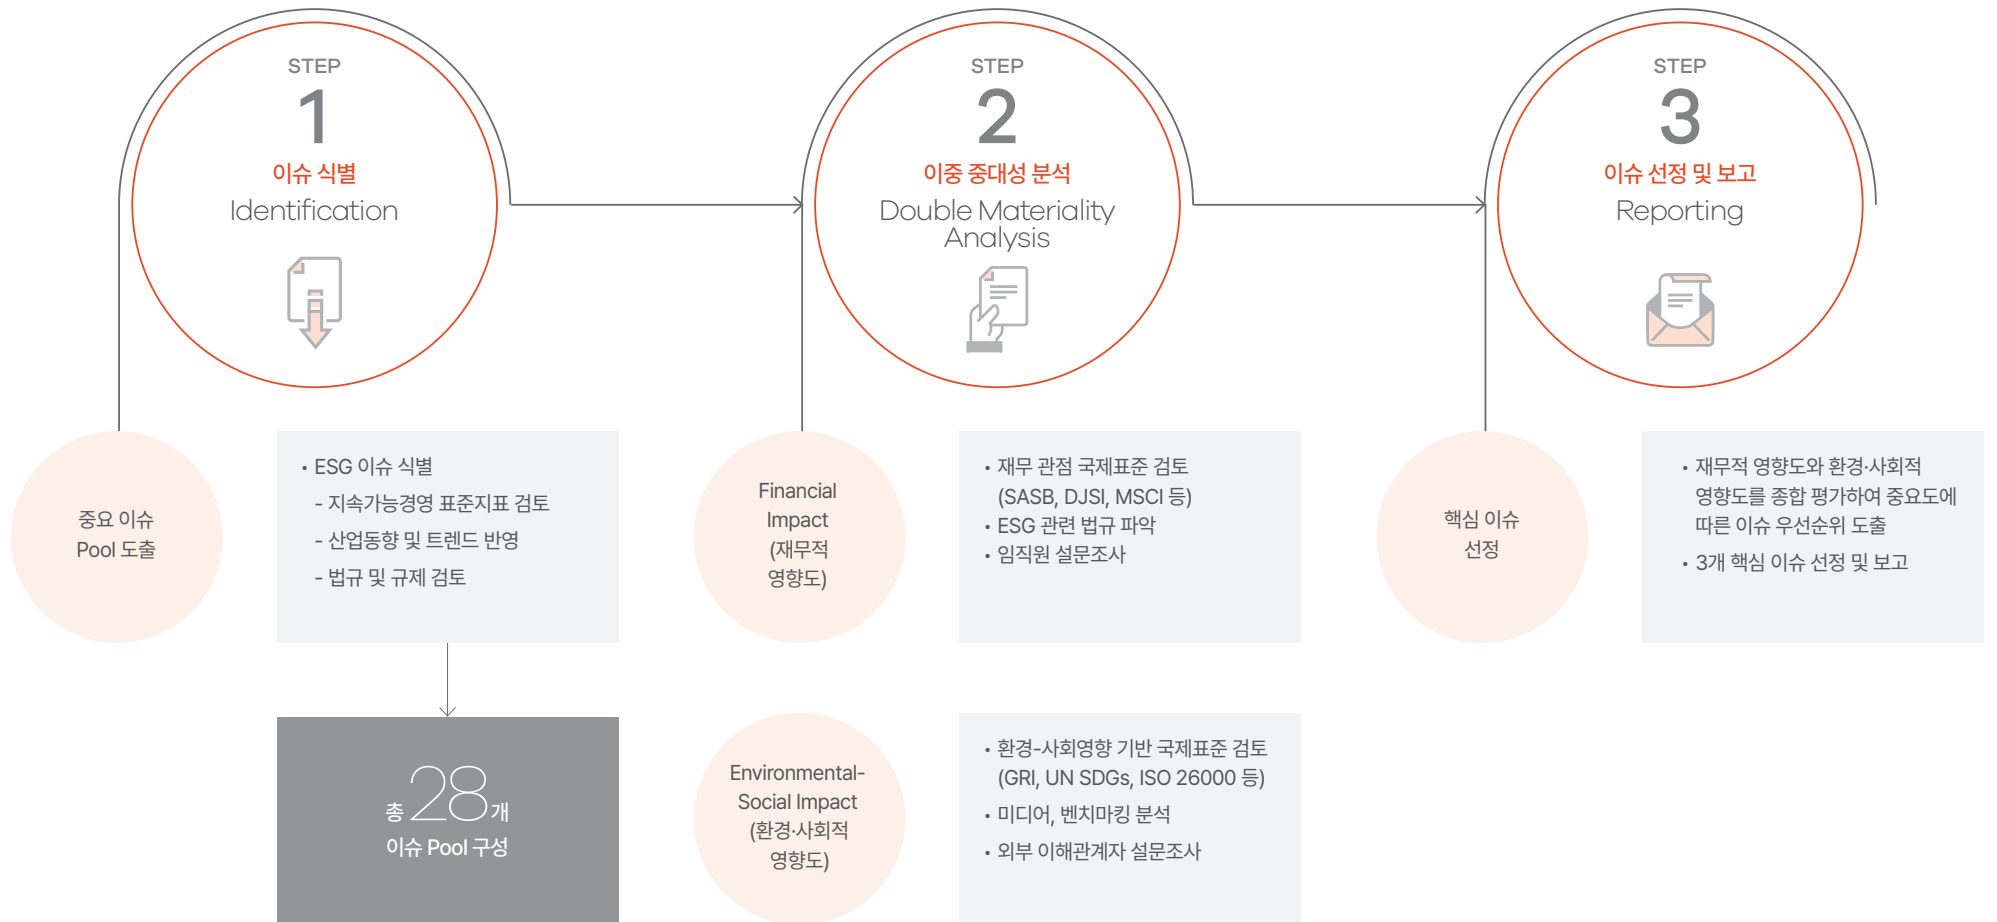 STEP
1
이슈 식별
Identification
중요 이슈
Pool 도출
• ESG 이슈 식별
- 지속가능경영 표준지표 검토
- 산업동향 및 트렌드 반영
- 법규 및 규제 검토
총 28개
이슈 Pool 구성
STEP
2
이중 중대성 분석
Double Materiality
Analysis
Financial
Impact
(재무적
영향도)
• 재무 관점 국제표준 검토
(SASB, DJSI, MSCI 등)
• ESG 관련 법규 파악
• 임직원 설문조사
Environmental-
Social Impact
(환경·사회적
영향도)
• 환경-사회영향 기반 국제표준 검토
(GRI, UN SDGs, ISO 26000 등)
• 미디어, 벤치마킹 분석
• 외부 이해관계자 설문조사
STEP
3
이슈 선정 및 보고
Reporting
핵심 이슈
선정
• 재무적 영향도와 환경·사회적
영향도를 종합 평가하여 중요도에
따른 이슈 우선순위 도출
• 3개 핵심 이슈 선정 및 보고